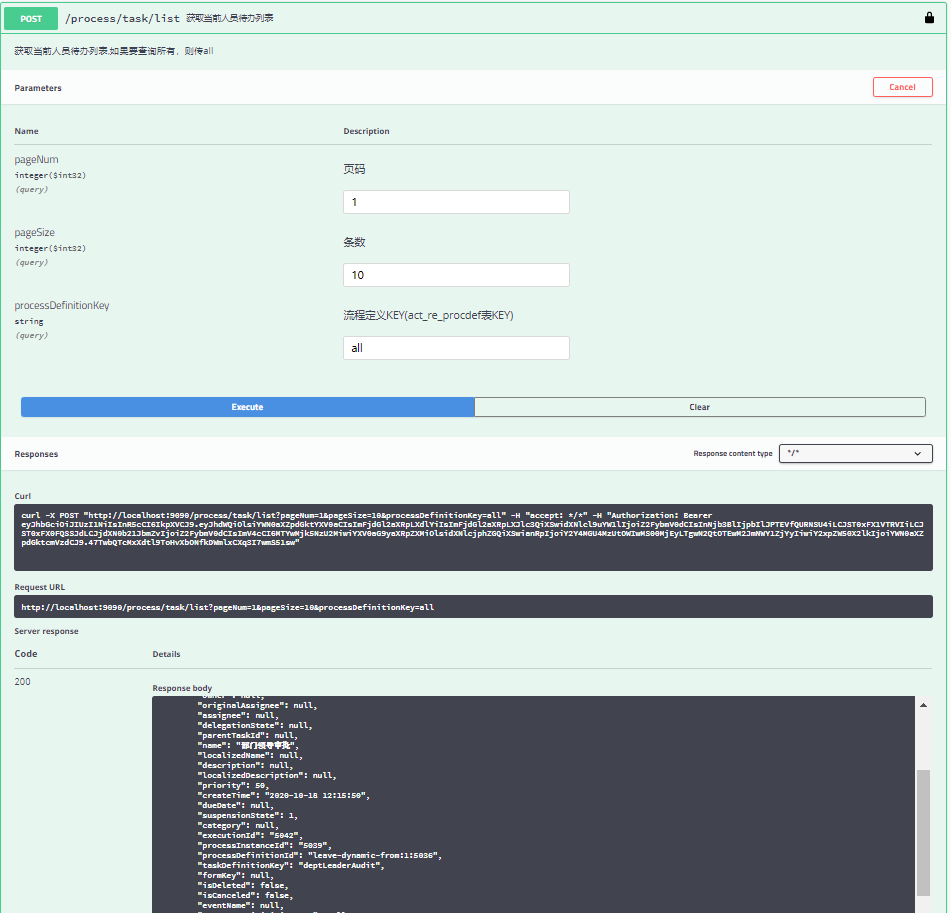 POST /process/task/list 获取当前人员待办列表
获取当前人员待办列表,如果要查询所有，则传all
Parameters
Cancel
Name Description
pageNum
integer($int32)
(query)
页码
1
pageSize
integer($int32)
(query)
条数
10
processDefinitionKey
string
(query)
流程定义KEY(act_re_procdef表KEY)
all
Execute Clear
Responses Response content type */*
Curl
curl -X POST "http://localhost:9090/process/task/list?pageNum=1&pageSize=10&processDefinitionKey=all" -H "accept: */*" -H "Authorization: Bearer
Request URL
http://localhost:9090/process/task/list?pageNum=1&pageSize=10&processDefinitionKey=all
Server response
Code Details
200
Response body
"originalAssignee": null,
"assignee": null,
"delegationState": null,
"parentTaskId": null,
"name": "部门领导审批",
"localizedName": null,
"description": null,
"localizedDescription": null,
"priority": 50,
"createTime": "2020-10-18 12:15:50",
"dueDate": null,
"suspensionState": 1,
"category": null,
"executionId": "5042",
"processInstanceId": "5039",
"processDefinitionId": "leave-dynamic-from:1:5036",
"taskDefinitionKey": "deptLeaderAudit",
"formKey": null,
"isDeleted": false,
"isCanceled": false,
"eventName": null,